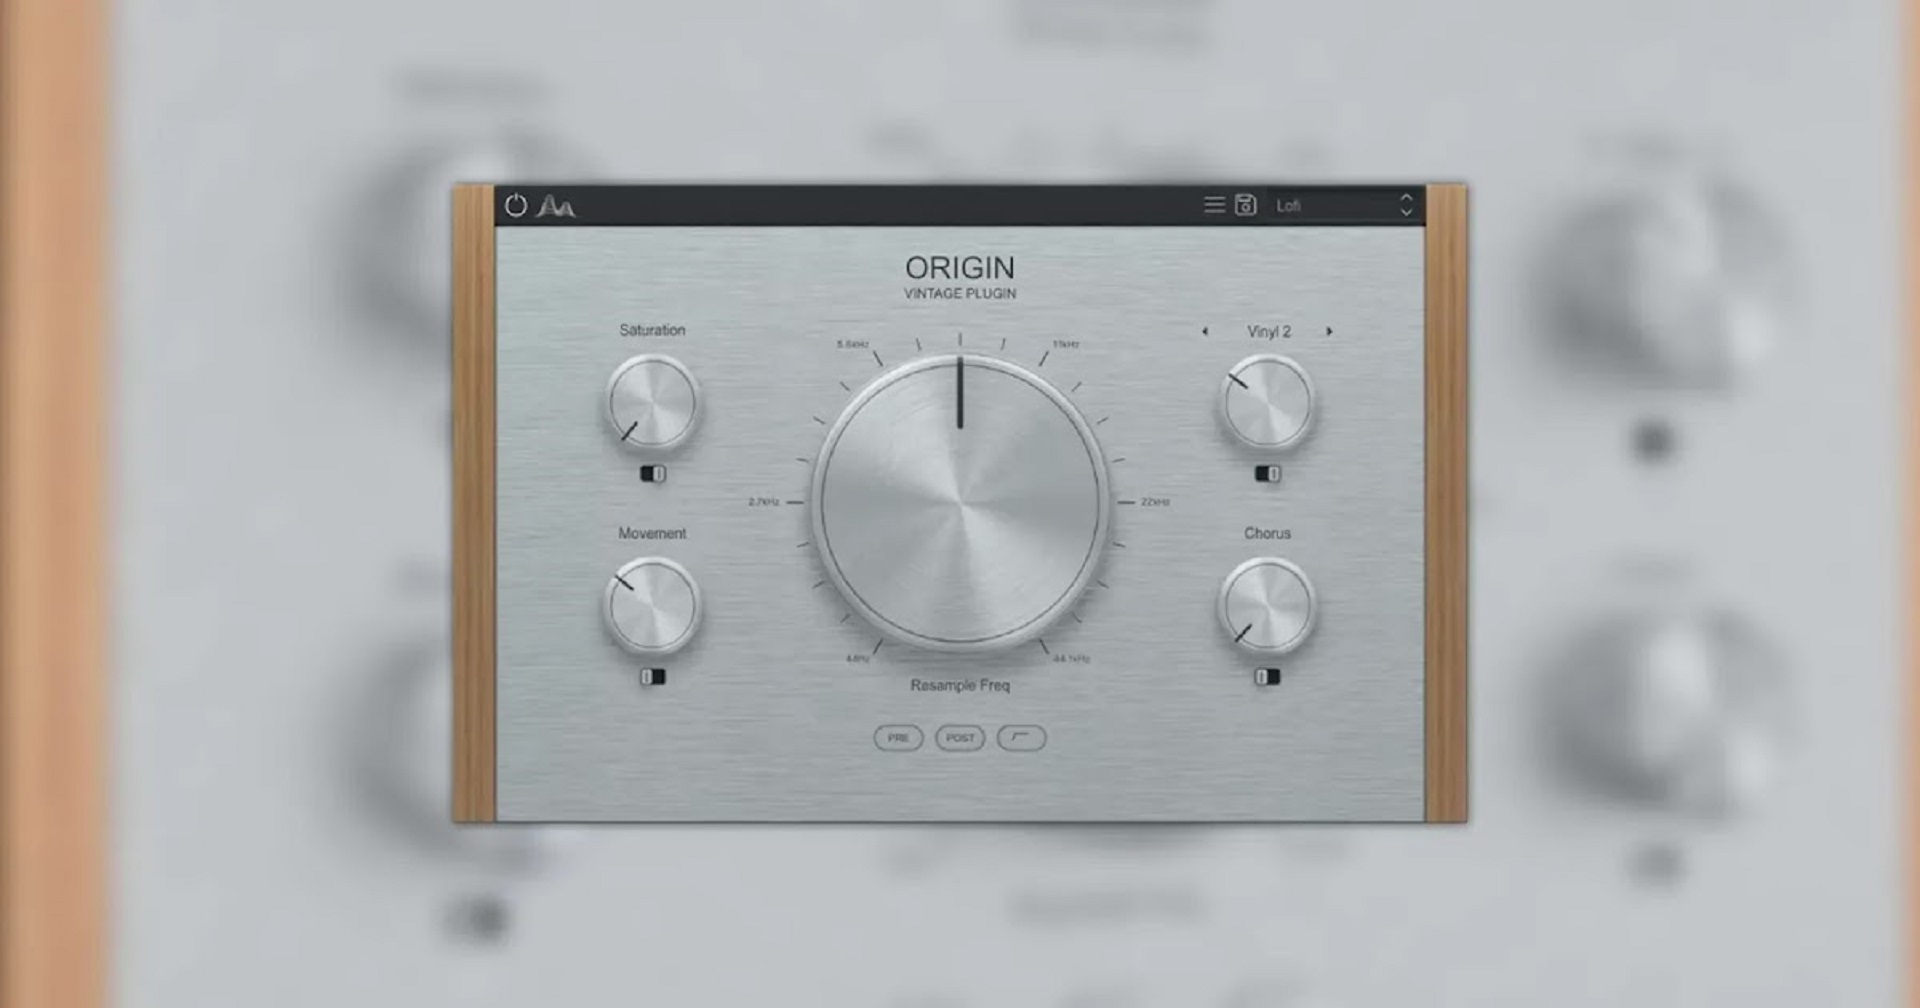 Lofi
ORIGIN
VINTAGE PLUGIN
Saturation
Vinyl 2
5.6kHz
11kHz
2.7kHz
22kHz
Movement
Chorus
44.1kHz
Resample Freq
PRE
POST